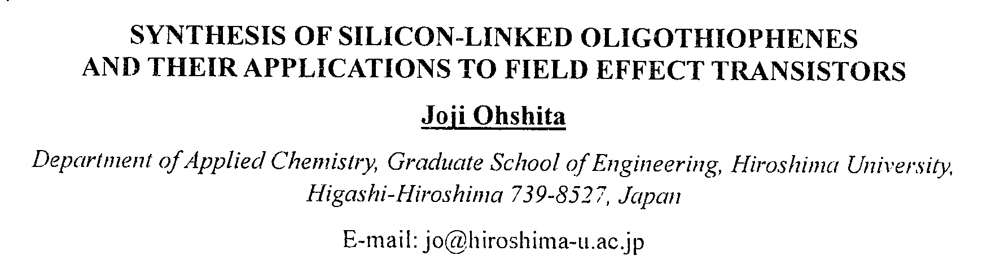 SYNTHESIS OF SILICON-LINKED OLIGOTHIOPHENES
AND THEIR APPLICATIONS TO FIELD EFFECT TRANSISTORS
Joji Ohshita
Department of Applied Chemistry, Graduate School of Engineering, Hiroshima University,
Higashi-Hiroshima 739-8527, Japan
E-mail: jo@hiroshima-u.ac.jp